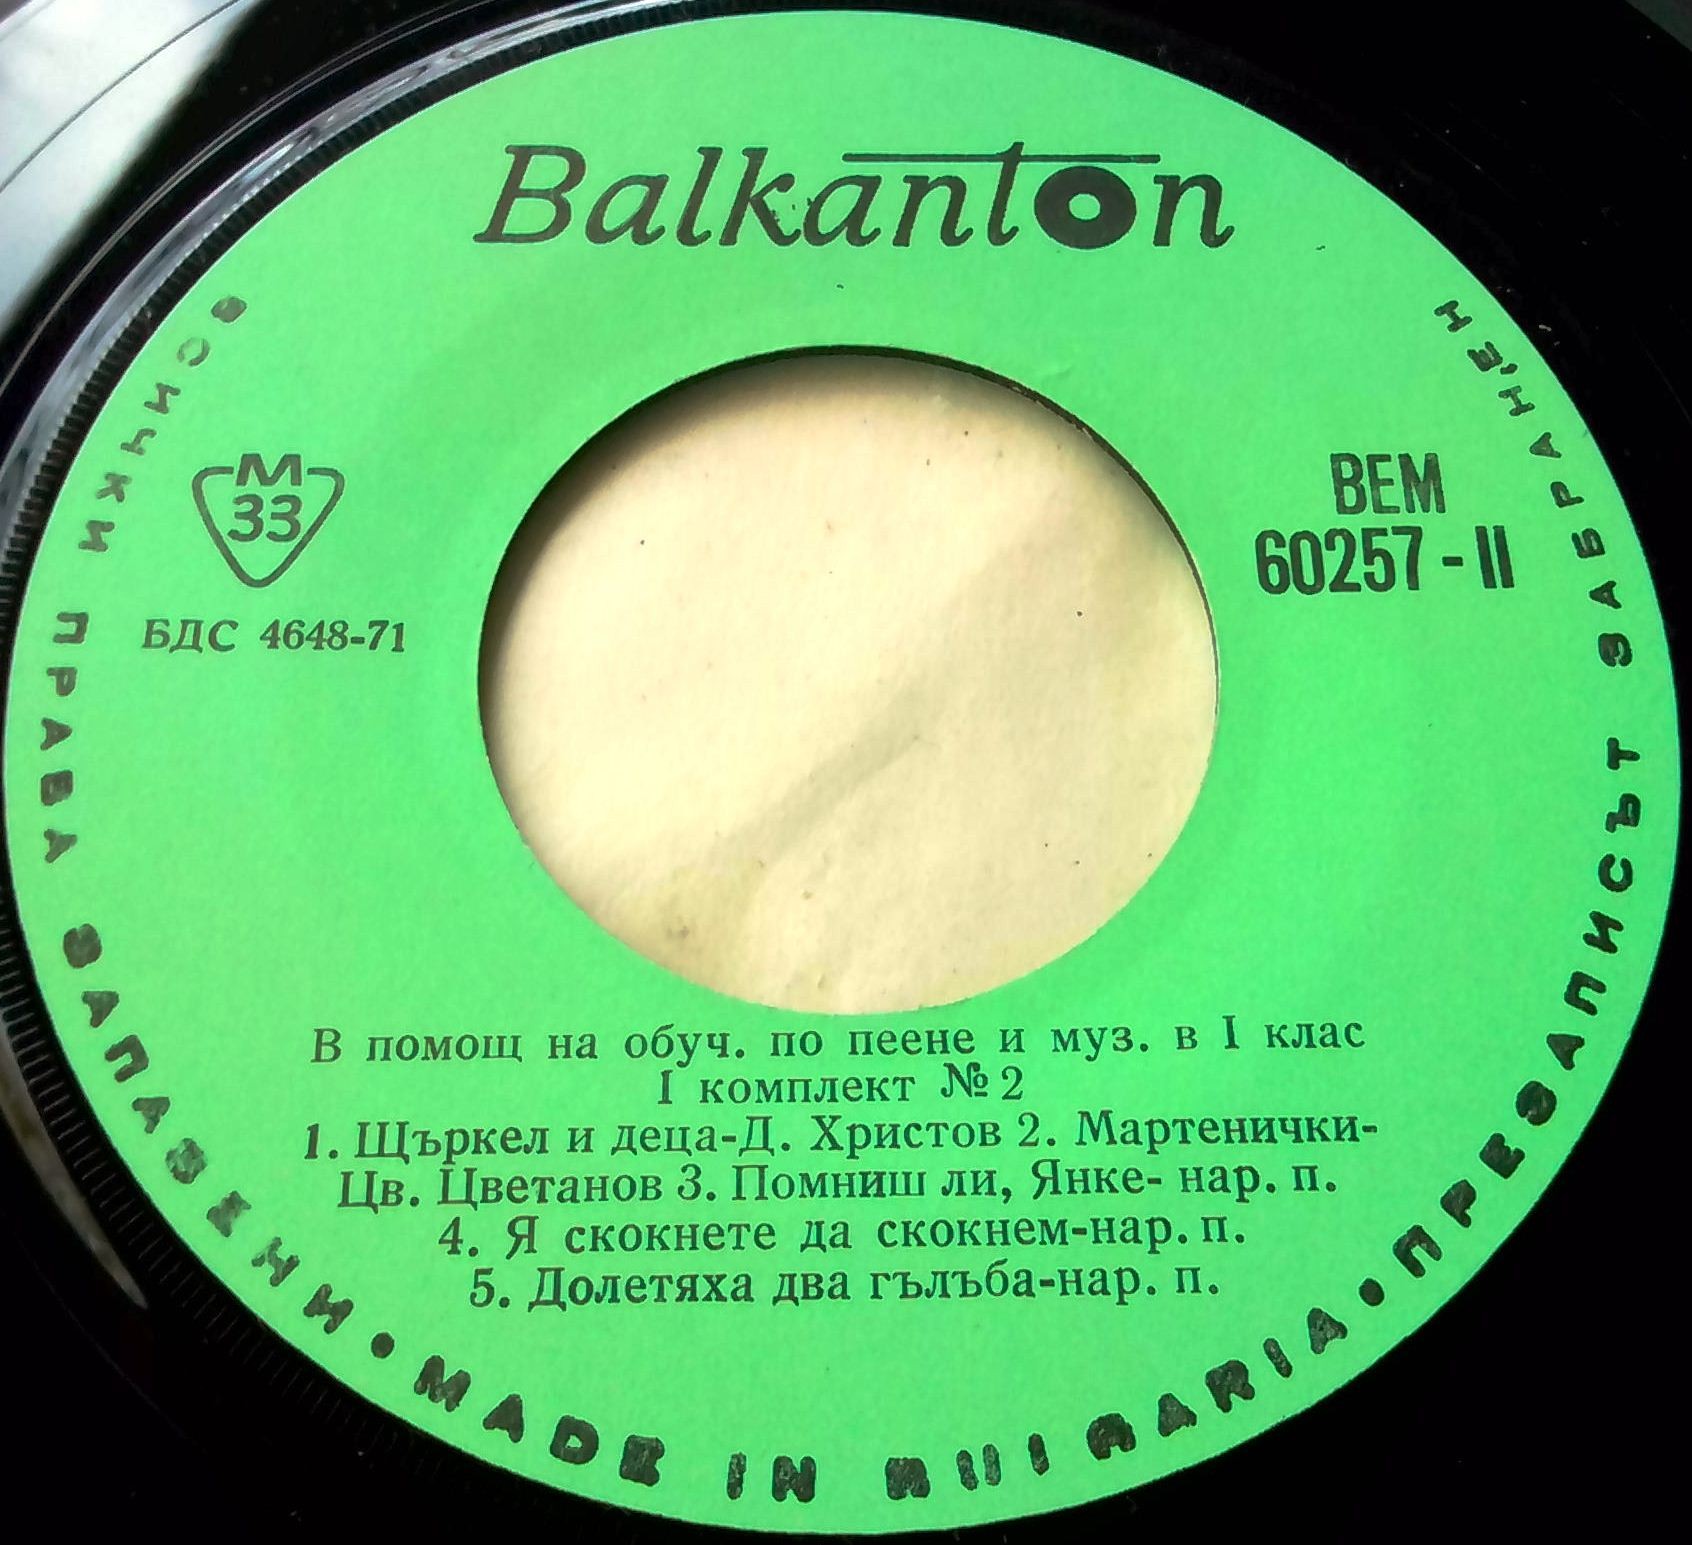 Balkanton
M
33
БДС 4648-71
ВЕМ
60257-II
В помощ на обуч. по пеене и муз. в I клас
I комплект №2
1. Щъркел и деца-Д. Христов 2. Мартенички-
Цв. Цветанов 3. Помниш ли, Янке- нар. п.
4. Я скокнете да скокнем-нар. п.
5. Долетяха два гълъба-нар. п.
ВСИЧКИ ПРАВА ЗАПАЗЕНИ • MADE IN BULGARIA • ПРЕЗАПИСЪТ ЗАБРАНЕН